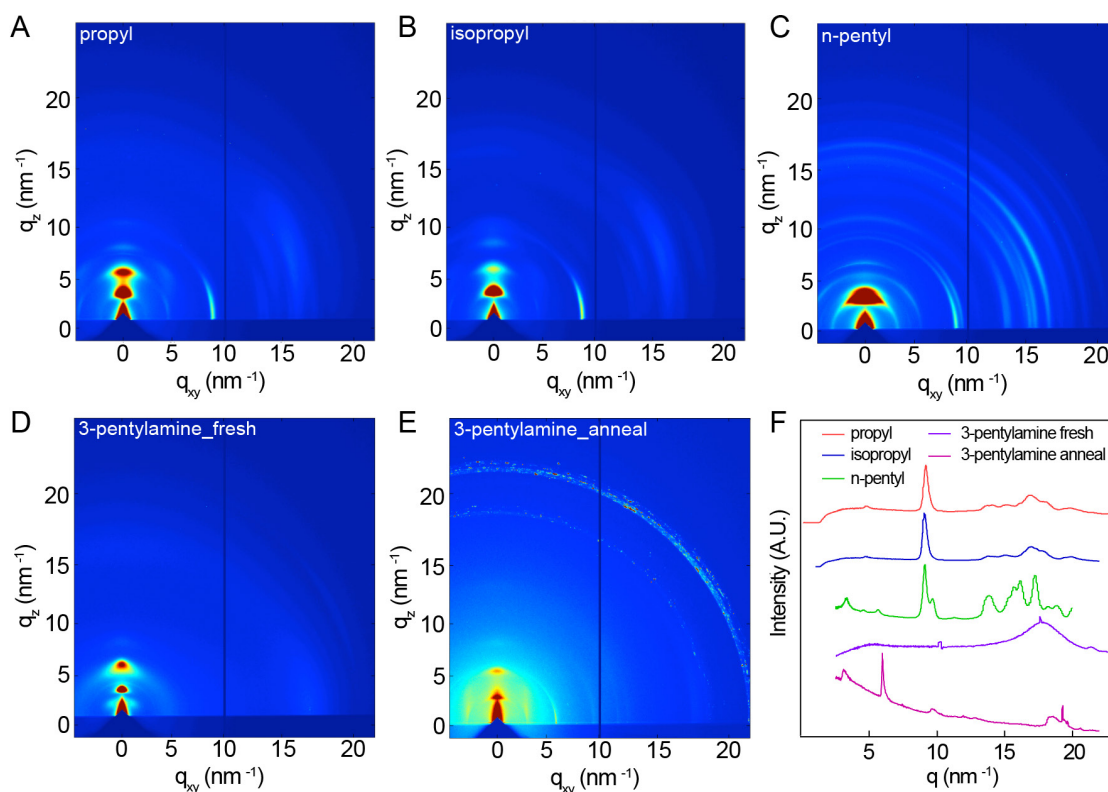 A
propyl
20
15
10
5
0
q_z (nm⁻¹)
0 5 10 15 20
q_xy (nm⁻¹)
B
isopropyl
20
15
10
5
0
q_z (nm⁻¹)
0 5 10 15 20
q_xy (nm⁻¹)
C
n-pentyl
20
15
10
5
0
q_z (nm⁻¹)
0 5 10 15 20
q_xy (nm⁻¹)
D
3-pentylamine_fresh
20
15
10
5
0
q_z (nm⁻¹)
0 5 10 15 20
q_xy (nm⁻¹)
E
3-pentylamine_anneal
20
15
10
5
0
q_z (nm⁻¹)
0 5 10 15 20
q_xy (nm⁻¹)
F
propyl
isopropyl
n-pentyl
3-pentylamine fresh
3-pentylamine anneal
Intensity (A.U.)
5 10 15 20
q (nm⁻¹)